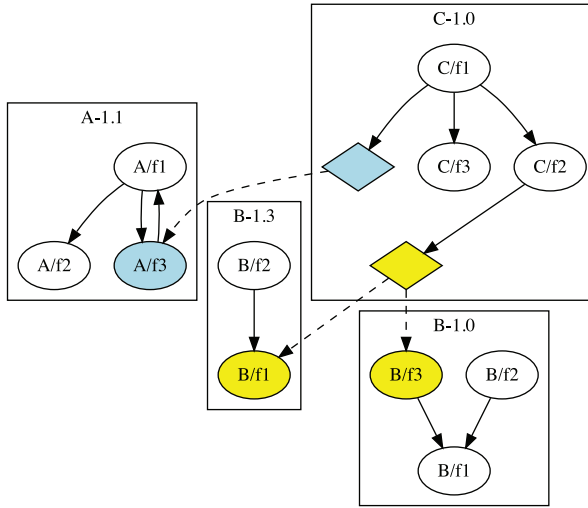 C-1.0
C/f1
A-1.1
A/f1
C/f3
C/f2
B-1.3
A/f2
A/f3
B/f2
B-1.0
B/f1
B/f3
B/f2
B/f1